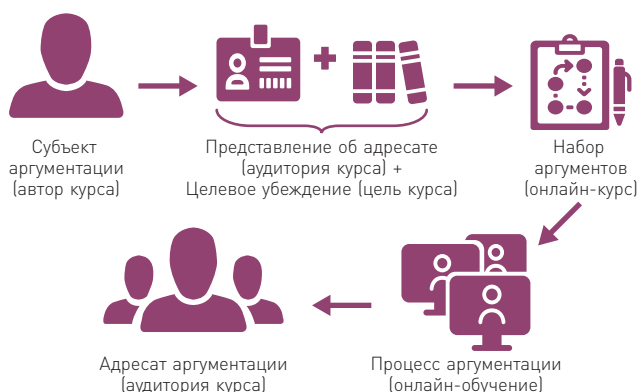 Субъект
аргументации
(автор курса)
Представление об адресате
(аудитория курса) +
Целевое убеждение (цель курса)
Набор
аргументов
(онлайн-курс)
Адресат аргументации
(аудитория курса)
Процесс аргументации
(онлайн-обучение)